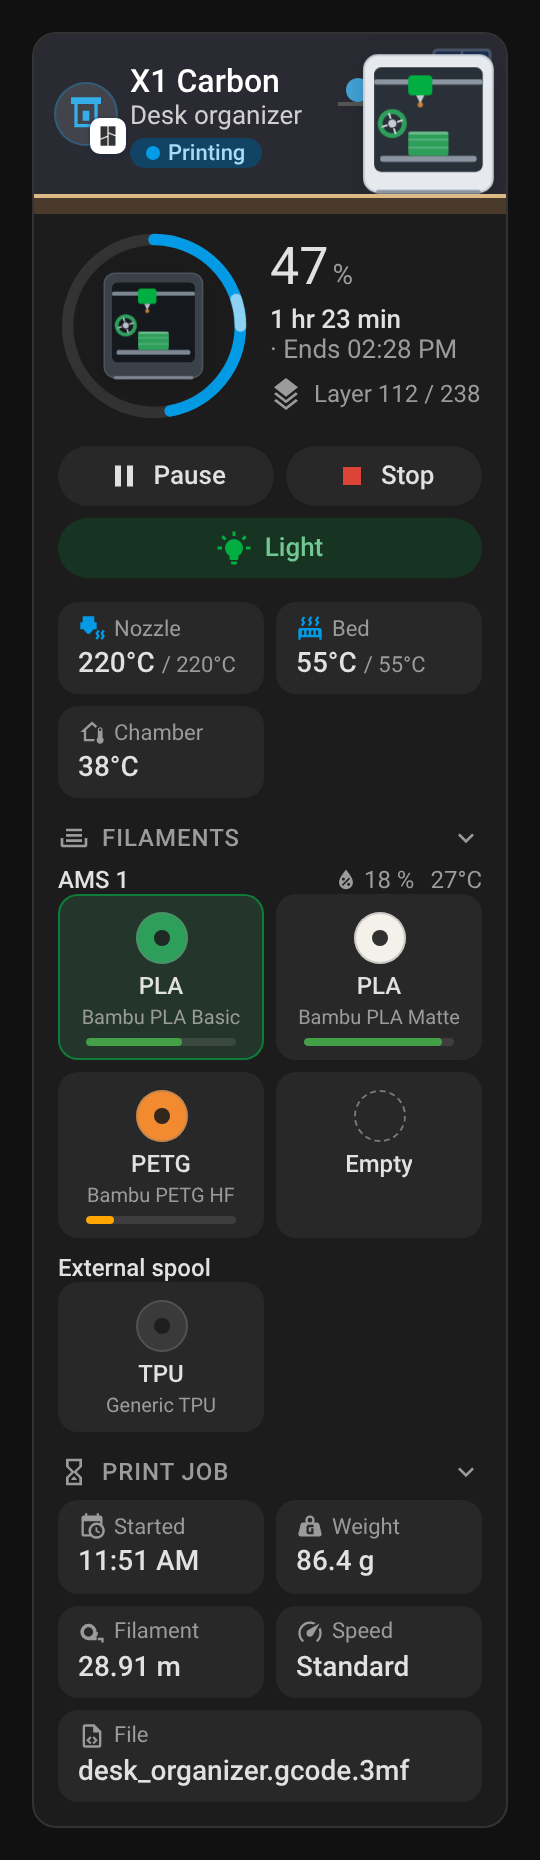 X1 Carbon
Desk organizer
Printing
47 %
1 hr 23 min
· Ends 02:28 PM
Layer 112 / 238
Pause
Stop
Light
Nozzle
220°C / 220°C
Bed
55°C / 55°C
Chamber
38°C
FILAMENTS
AMS 1
18 % 27°C
PLA
Bambu PLA Basic
PLA
Bambu PLA Matte
PETG
Bambu PETG HF
Empty
External spool
TPU
Generic TPU
PRINT JOB
Started
11:51 AM
Weight
86.4 g
Filament
28.91 m
Speed
Standard
File
desk_organizer.gcode.3mf